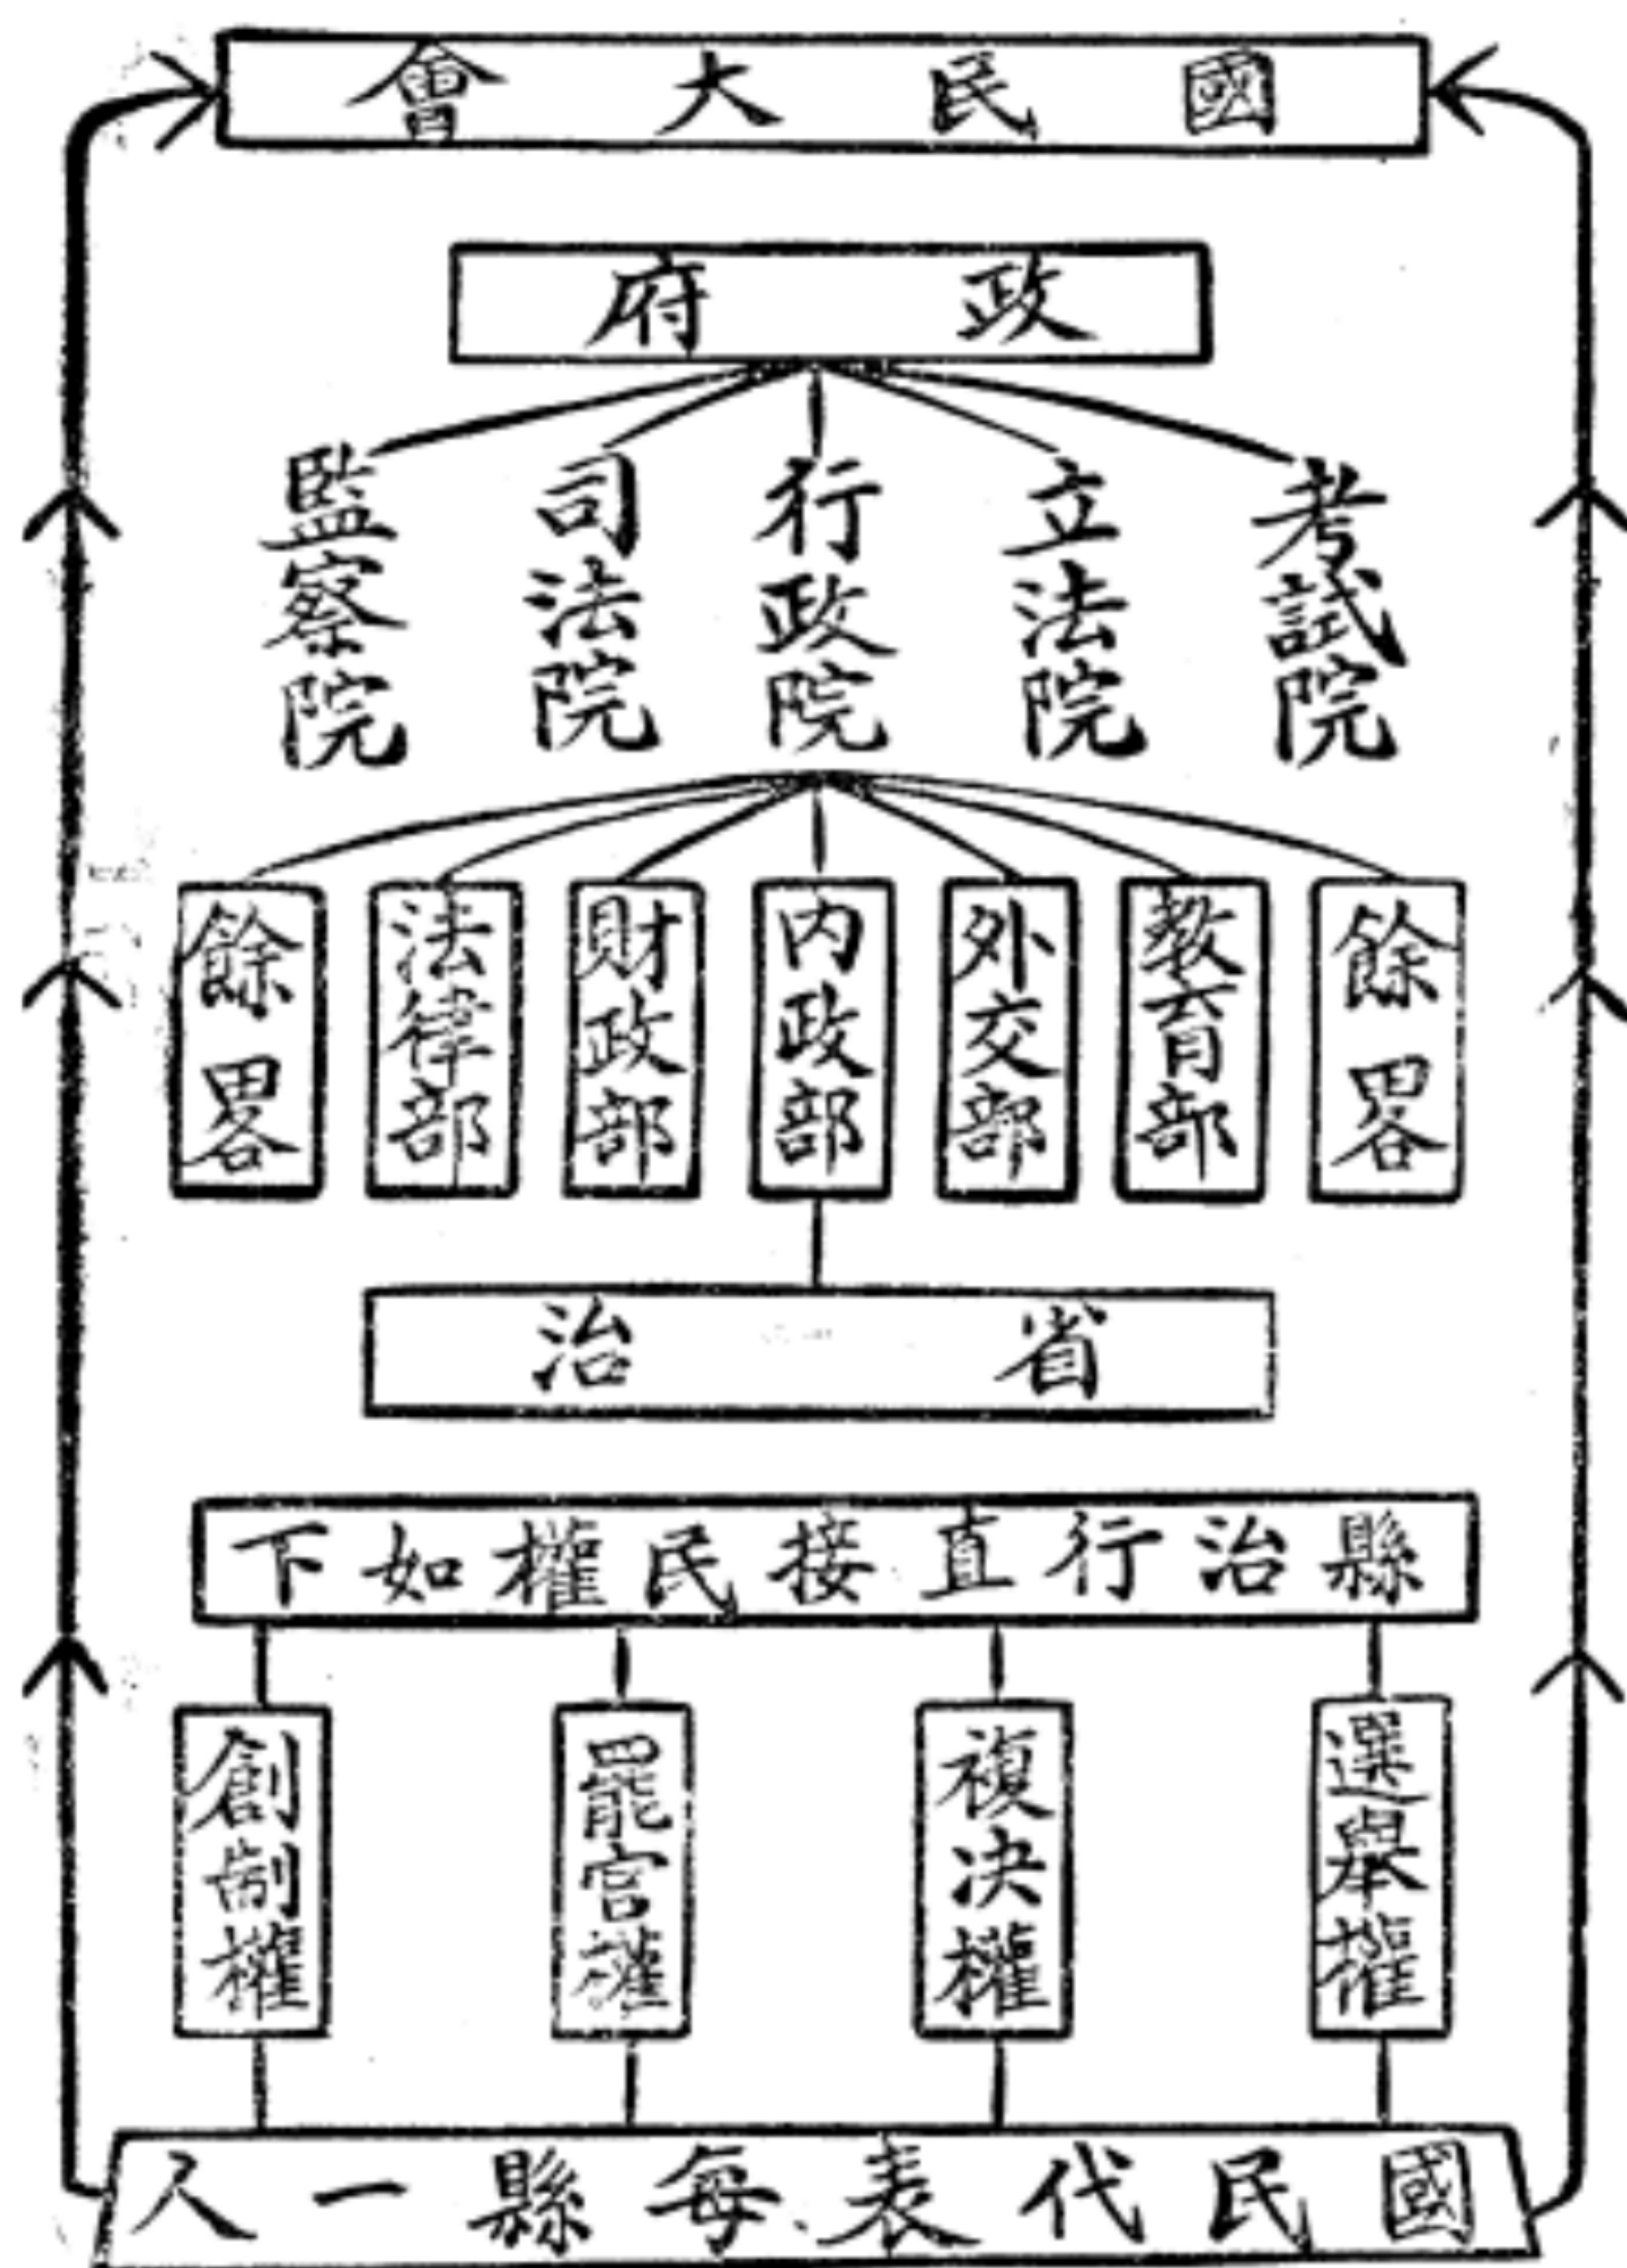 國民大會
政府
考試院
立法院
行政院
司法院
監察院
餘畧
教育部
外交部
內政部
財政部
法律部
餘畧
省治
縣治行直接民權如下
選舉權
複决權
罷官權
創制權
國民代表每縣一人